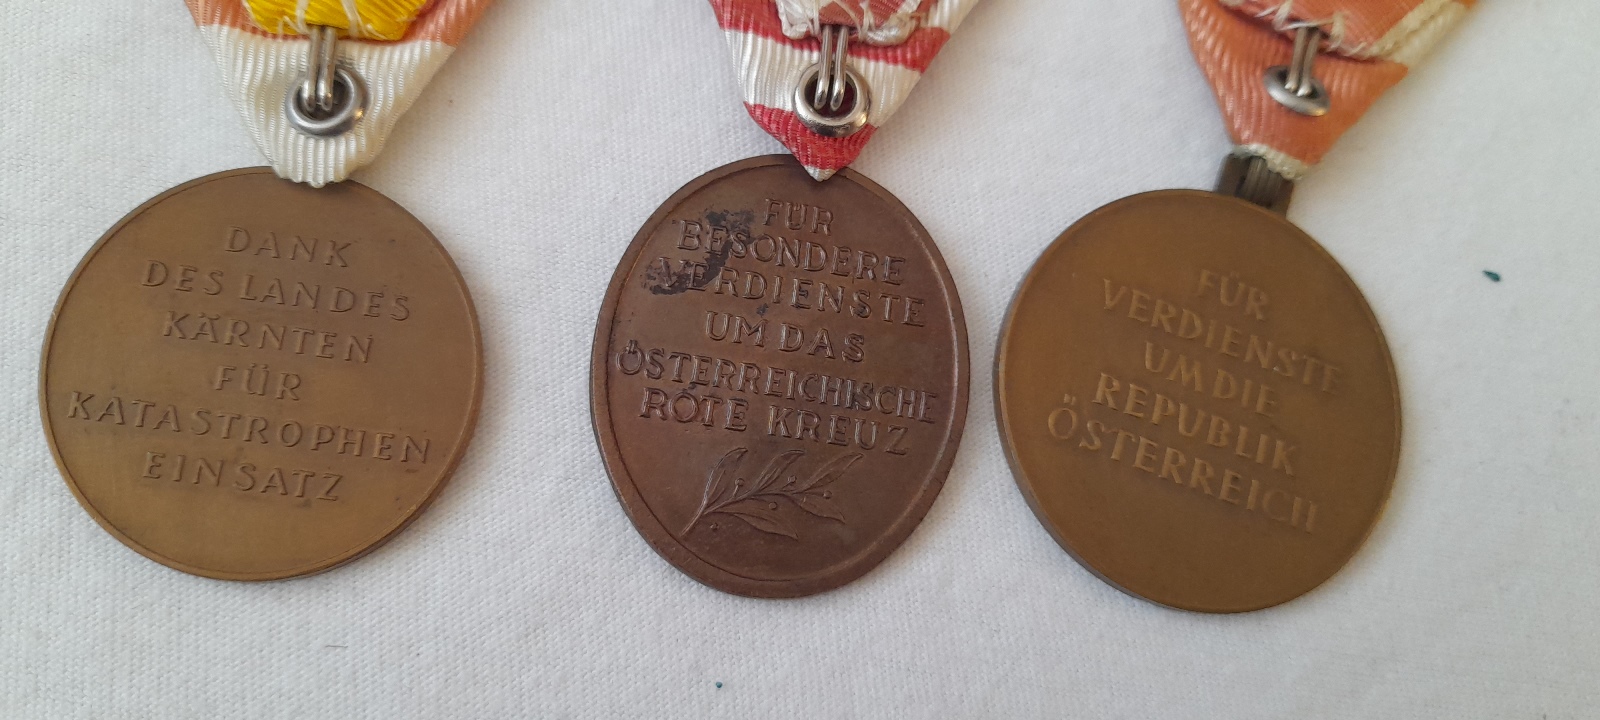 DANK
DES LANDES
KÄRNTEN
FÜR
KATASTROPHEN
EINSATZ
FÜR
BESONDERE
VERDIENSTE
UM DAS
ÖSTERREICHISCHE
ROTE KREUZ
FÜR
VERDIENSTE
UM DIE
REPUBLIK
ÖSTERREICH